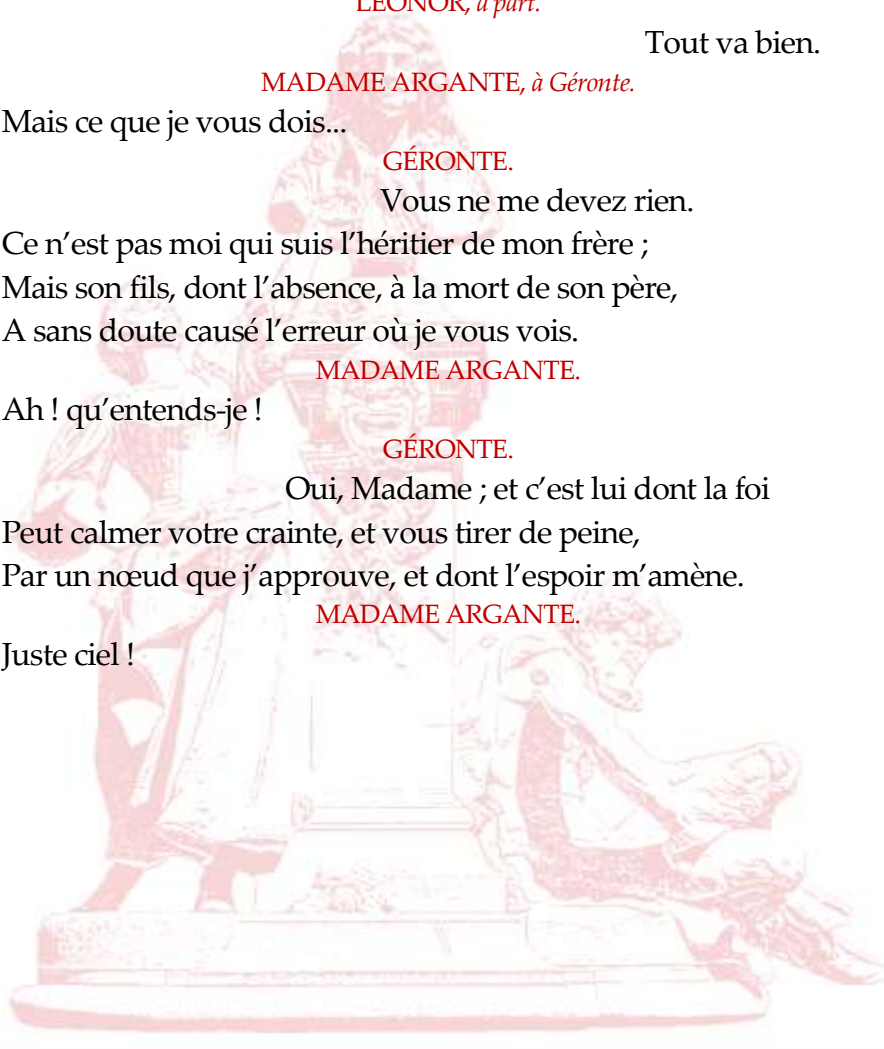 LÉONOR, à part.
Tout va bien.
MADAME ARGANTE, à Géronte.
Mais ce que je vous dois...
GÉRONTE.
Vous ne me devez rien.
Ce n’est pas moi qui suis l’héritier de mon frère ;
Mais son fils, dont l’absence, à la mort de son père,
A sans doute causé l’erreur où je vous vois.
MADAME ARGANTE.
Ah ! qu’entends-je !
GÉRONTE.
Oui, Madame ; et c’est lui dont la foi
Peut calmer votre crainte, et vous tirer de peine,
Par un nœud que j’approuve, et dont l’espoir m’amène.
MADAME ARGANTE.
Juste ciel !